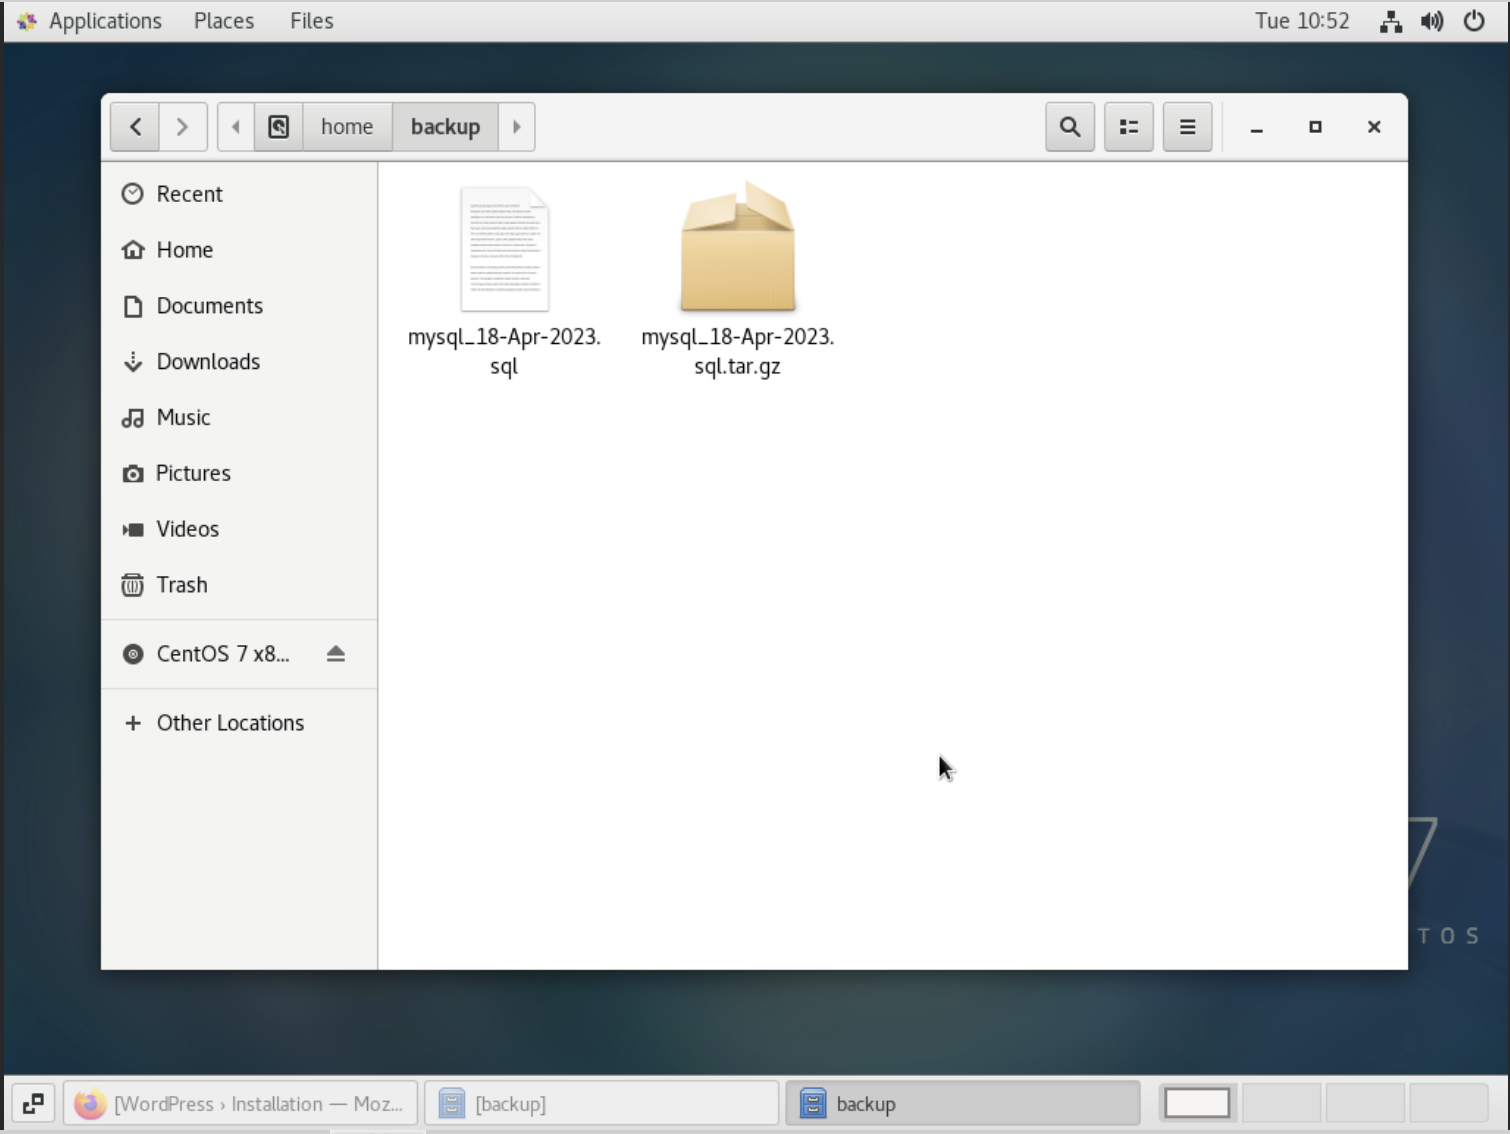 Applications Places Files Tue 10:52
home backup
Recent
Home
Documents
Downloads
Music
Pictures
Videos
Trash
CentOS 7 x8...
Other Locations
mysql_18-Apr-2023.
sql
mysql_18-Apr-2023.
sql.tar.gz
7
TOS
[WordPress › Installation — Moz... [backup] backup